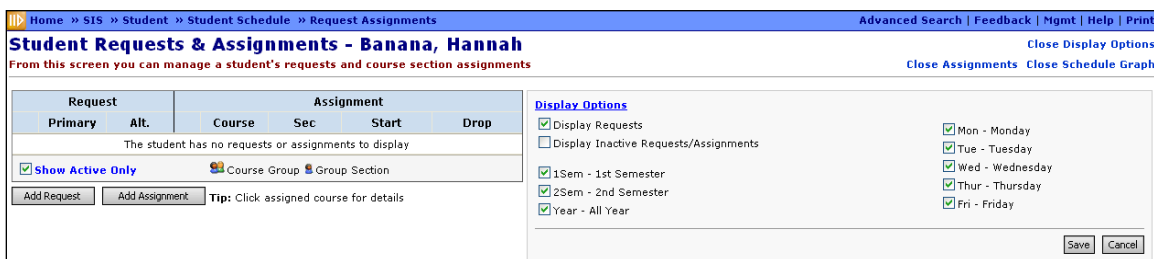 Home » SIS » Student » Student Schedule » Request Assignments
Advanced Search | Feedback | Mgmt | Help | Print
Student Requests & Assignments - Banana, Hannah
Close Display Options
From this screen you can manage a student's requests and course section assignments
Close Assignments Close Schedule Graph
Request Assignment
Primary Alt. Course Sec Start Drop
The student has no requests or assignments to display
Show Active Only Course Group Group Section
Add Request Add Assignment Tip: Click assigned course for details
Display Options
Display Requests
Display Inactive Requests/Assignments
1Sem - 1st Semester
2Sem - 2nd Semester
Year - All Year
Mon - Monday
Tue - Tuesday
Wed - Wednesday
Thur - Thursday
Fri - Friday
Save Cancel